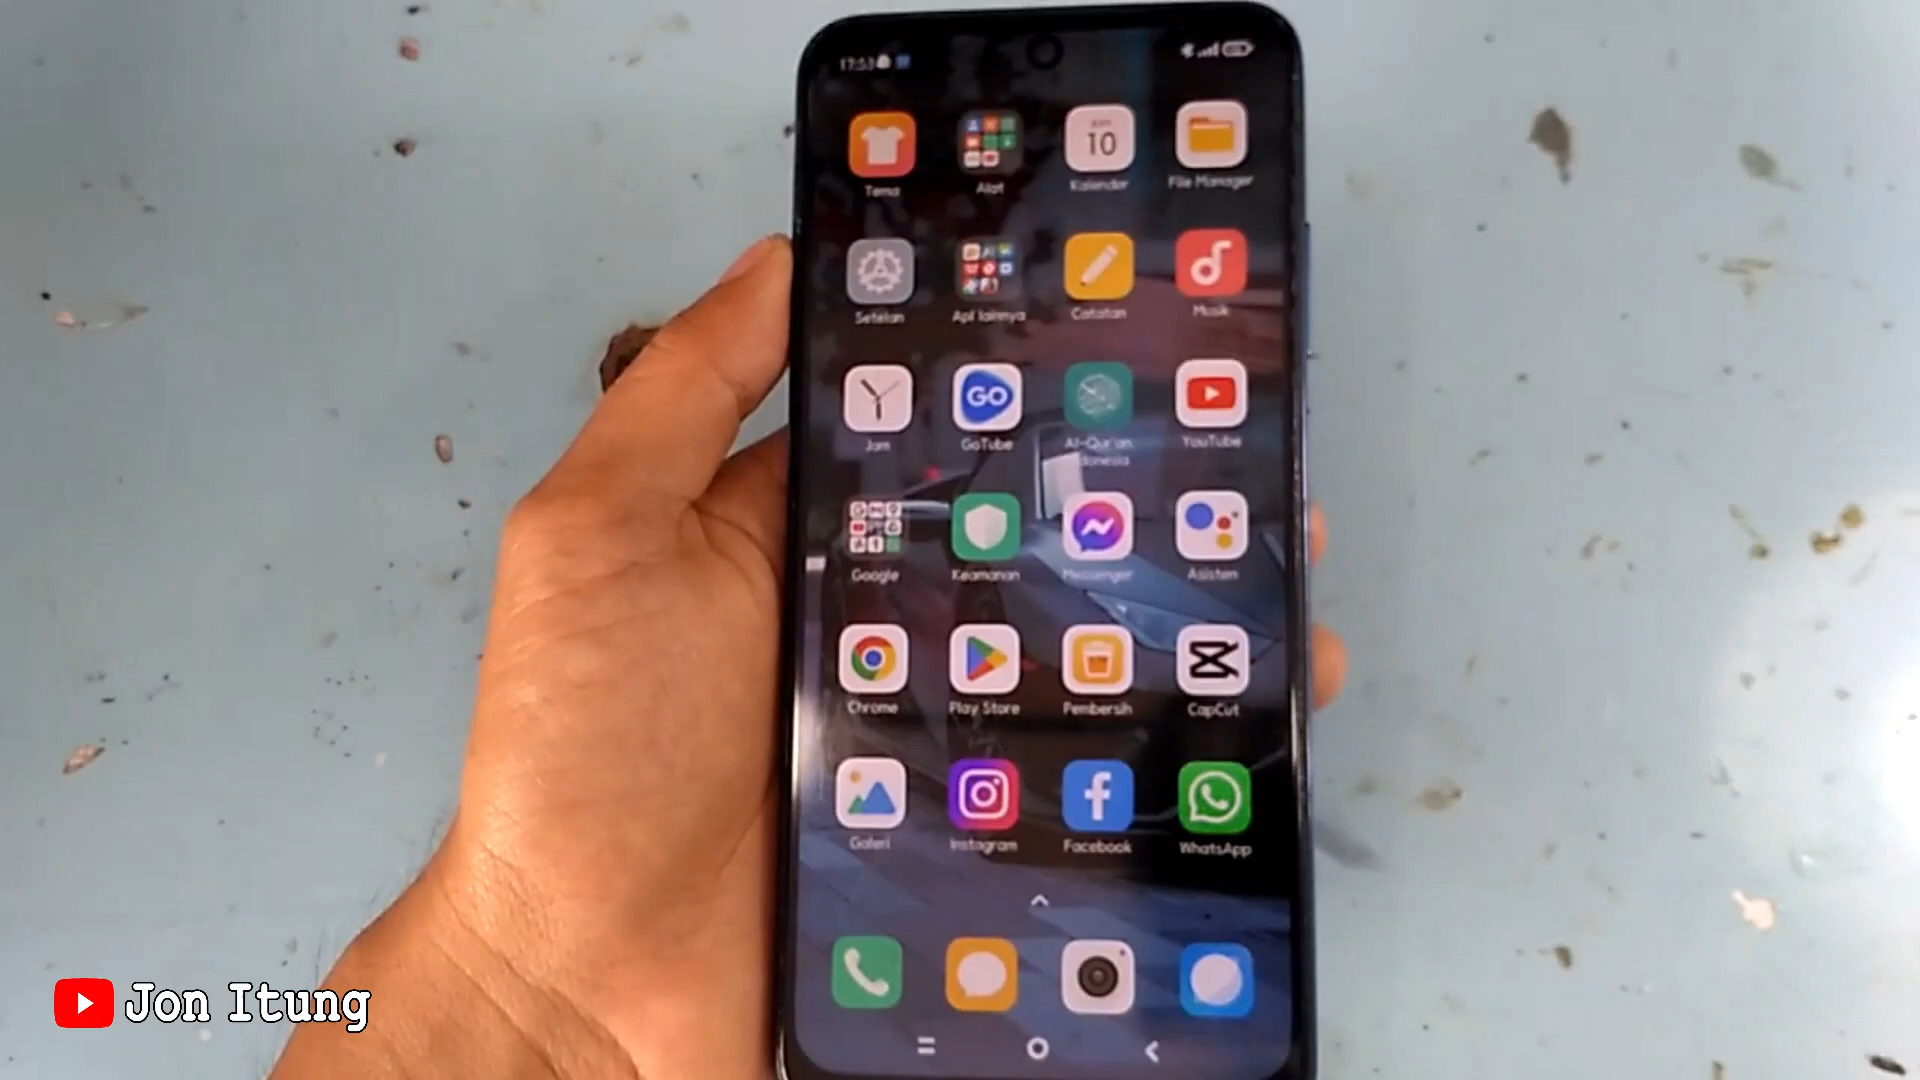 17:53
10
Tema
Alat
Kalender
File Manager
Setelan
Apl lainnya
Catatan
Musik
GO
Jam
GoTube
Al-Qur'an
YouTube
donesia
Google
Keamanan
Messenger
Asisten
Chrome
Play Store
Pembersih
CapCut
Galeri
Instagram
Facebook
WhatsApp
Jon Itung